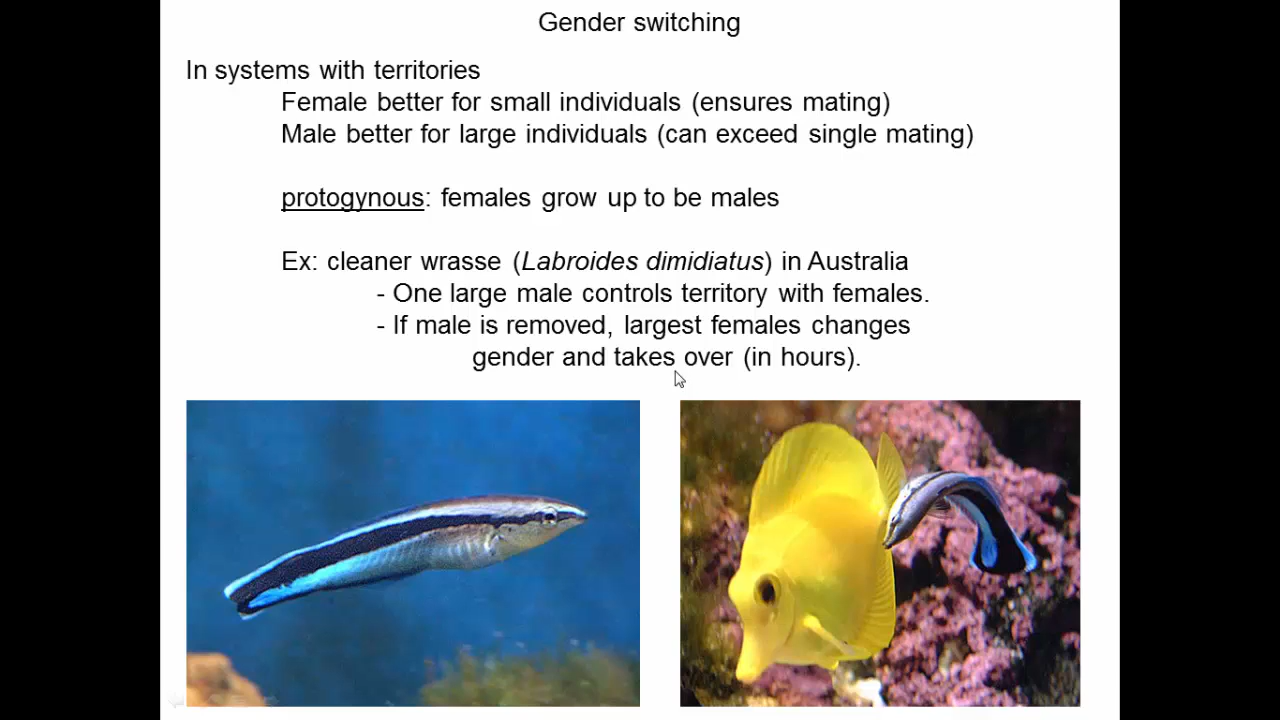 Gender switching
In systems with territories
Female better for small individuals (ensures mating)
Male better for large individuals (can exceed single mating)
protogynous: females grow up to be males
Ex: cleaner wrasse (Labroides dimidiatus) in Australia
- One large male controls territory with females.
- If male is removed, largest females changes
gender and takes over (in hours).